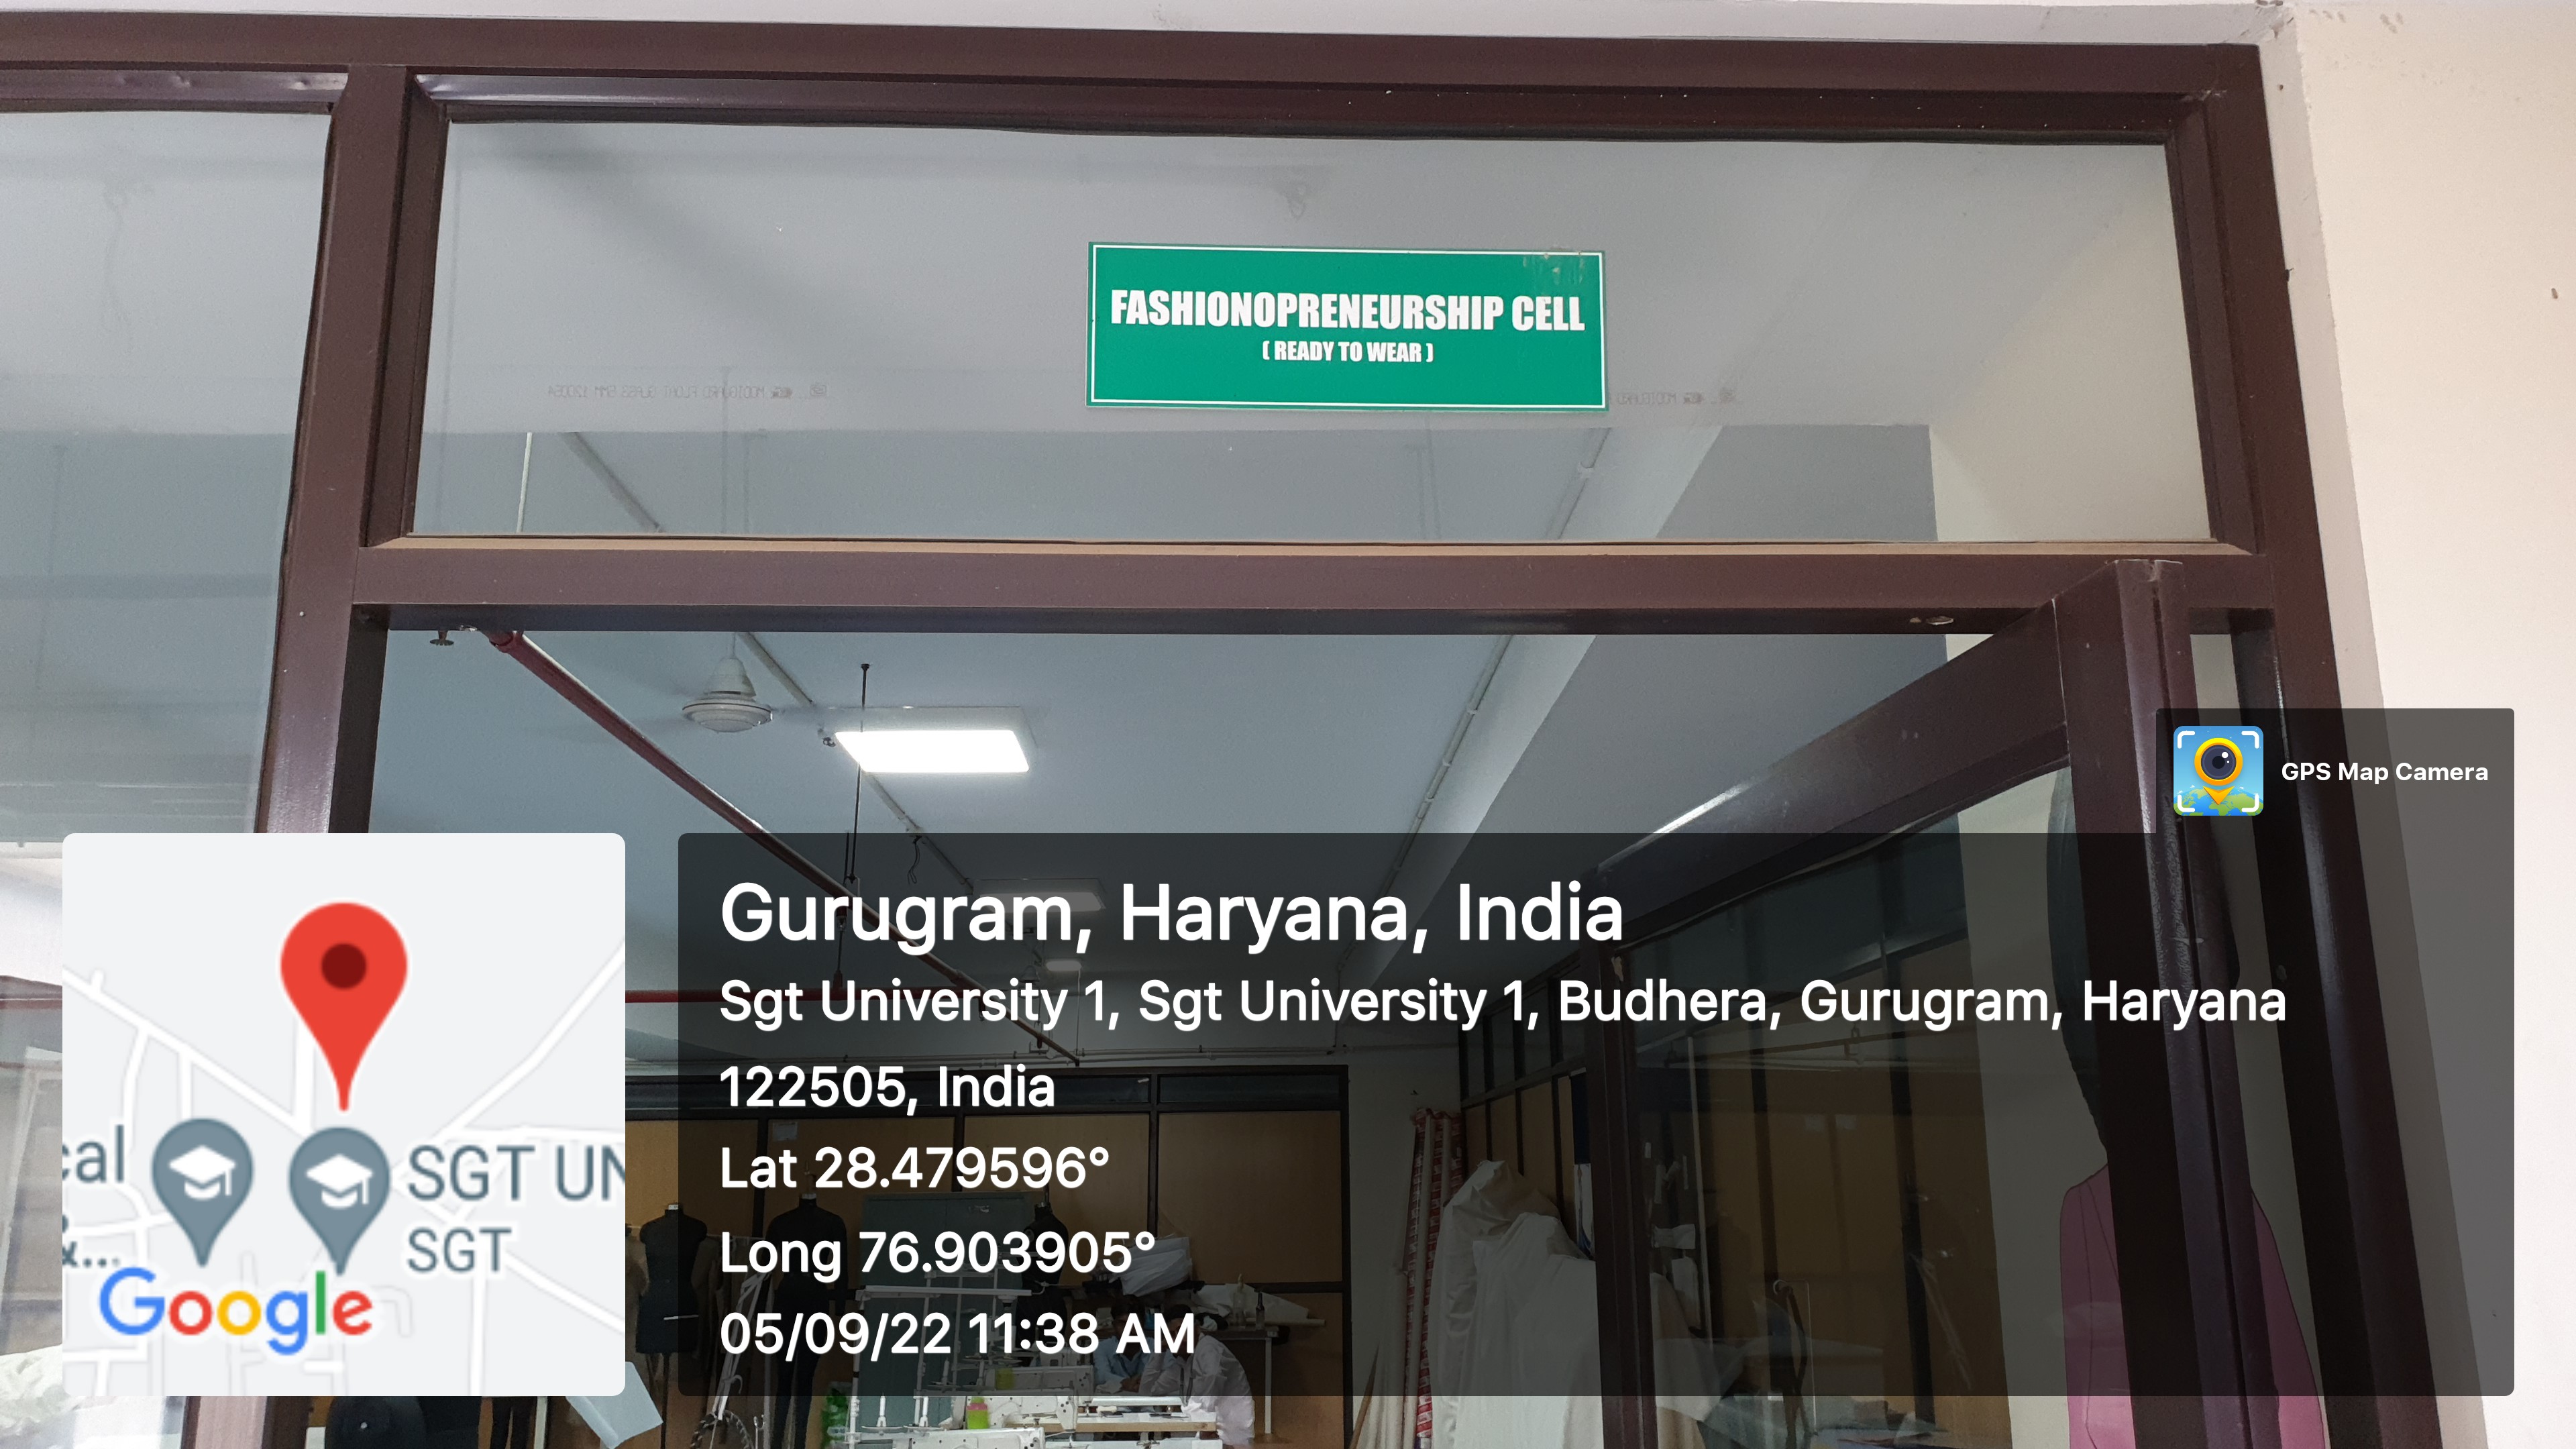 FASHIONOPRENEURSHIP CELL
( READY TO WEAR )
GPS Map Camera
Gurugram, Haryana, India
Sgt University 1, Sgt University 1, Budhera, Gurugram, Haryana
122505, India
Lat 28.479596°
Long 76.903905°
05/09/22 11:38 AM
cal
&...
SGT UN
SGT
Google